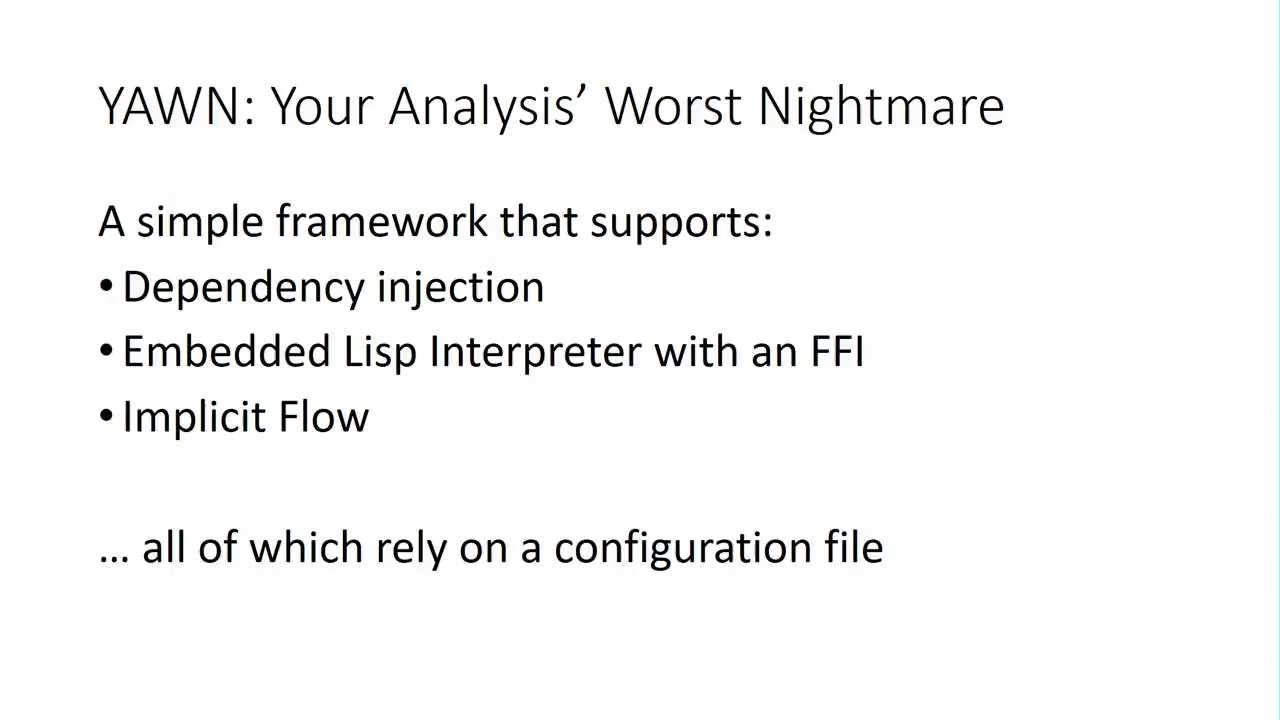 YAWN: Your Analysis’ Worst Nightmare
A simple framework that supports:
•Dependency injection
•Embedded Lisp Interpreter with an FFI
•Implicit Flow
… all of which rely on a configuration file